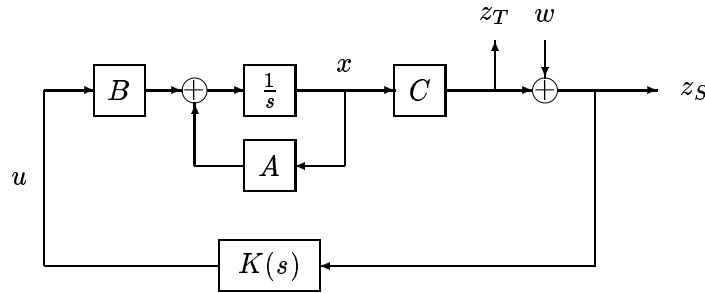 z_T w
B ⊕ 1/s x C ⊕ z_S
A
u
K(s)